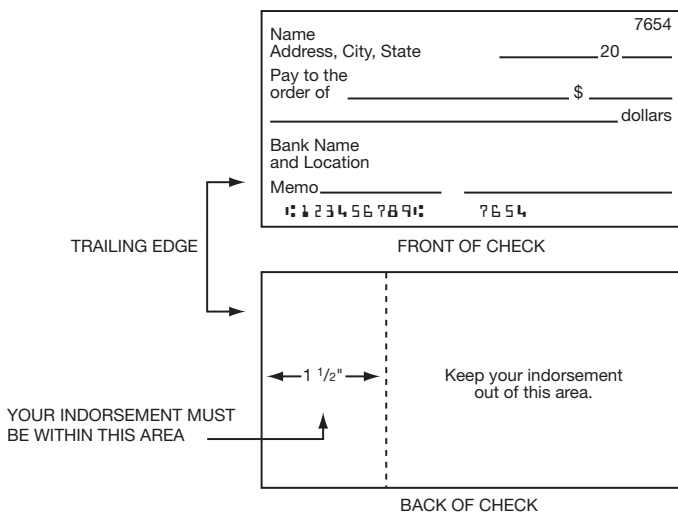 7654
Name
Address, City, State 20
Pay to the
order of $
dollars
Bank Name
and Location
Memo
⑆123456789⑆ 7654
TRAILING EDGE
FRONT OF CHECK
1 1/2"
Keep your indorsement
out of this area.
YOUR INDORSEMENT MUST
BE WITHIN THIS AREA
BACK OF CHECK